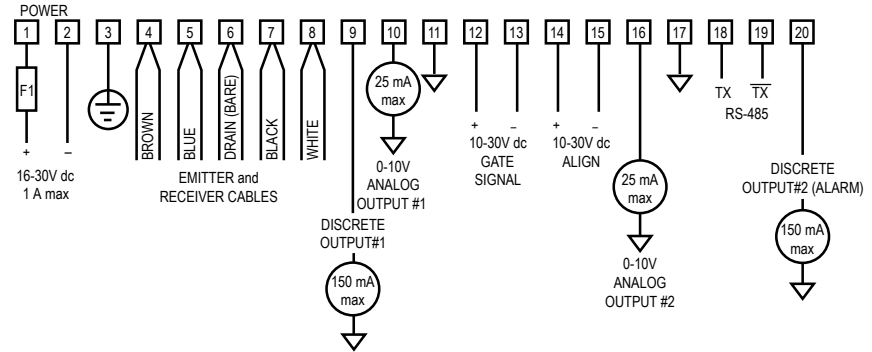 POWER
1 2 3 4 5 6 7 8 9 10 11 12 13 14 15 16 17 18 19 20
F1
+ –
16-30V dc
1 A max
BROWN
BLUE
DRAIN (BARE)
BLACK
WHITE
EMITTER and
RECEIVER CABLES
DISCRETE
OUTPUT#1
150 mA
max
25 mA
max
0-10V
ANALOG
OUTPUT #1
+ –
10-30V dc
GATE
SIGNAL
+ –
10-30V dc
ALIGN
25 mA
max
0-10V
ANALOG
OUTPUT #2
TX T̅X̅
RS-485
DISCRETE
OUTPUT#2 (ALARM)
150 mA
max